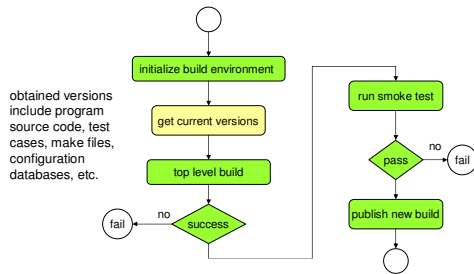 initialize build environment
obtained versions
include program
source code, test
cases, make files,
configuration
databases, etc.
get current versions
top level build
no
fail
success
run smoke test
no
pass
fail
publish new build